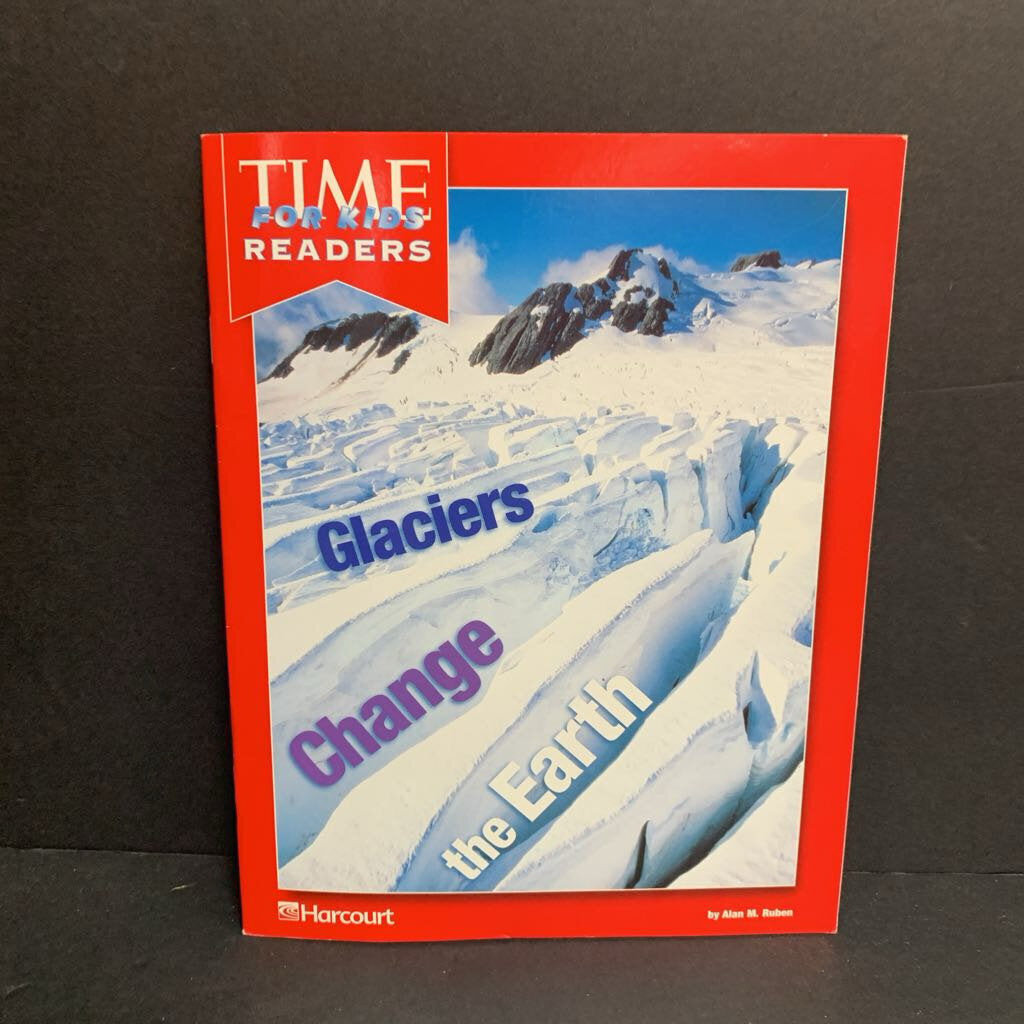 TIME
FOR KIDS
READERS
Glaciers
Change
the Earth
Harcourt
by Alan M. Ruben